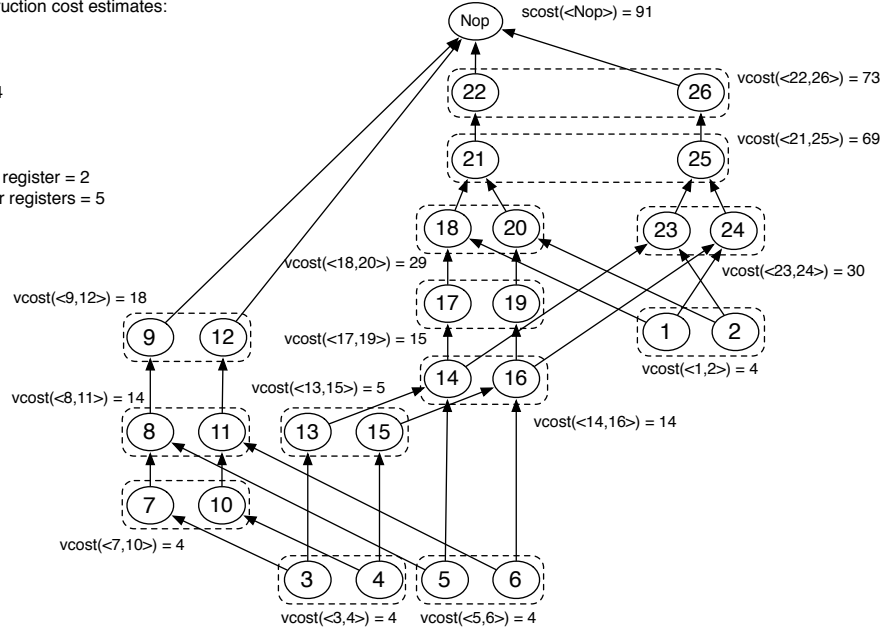 ruction cost estimates:
register = 2
r registers = 5
Nop
scost(<Nop>) = 91
22
26
vcost(<22,26>) = 73
21
25
vcost(<21,25>) = 69
18
20
23
24
vcost(<18,20>) = 29
vcost(<23,24>) = 30
vcost(<9,12>) = 18
17
19
9
12
vcost(<17,19>) = 15
1
2
vcost(<1,2>) = 4
14
16
vcost(<13,15>) = 5
vcost(<8,11>) = 14
vcost(<14,16>) = 14
8
11
13
15
7
10
vcost(<7,10>) = 4
3
4
5
6
vcost(<3,4>) = 4
vcost(<5,6>) = 4